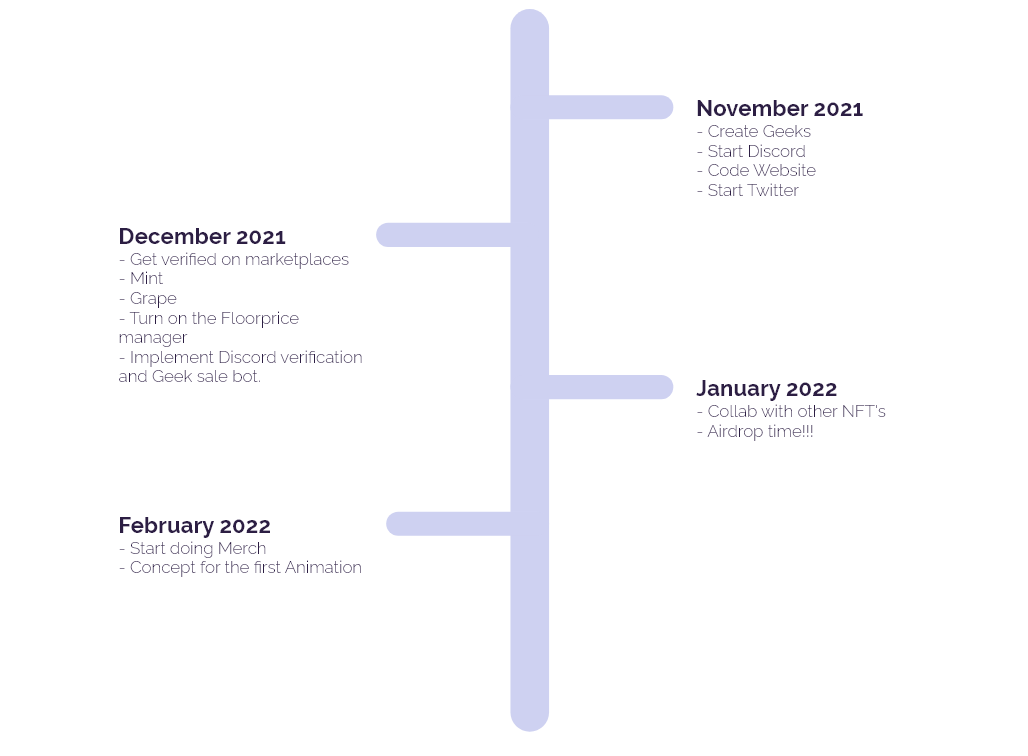 November 2021
- Create Geeks
- Start Discord
- Code Website
- Start Twitter
December 2021
- Get verified on marketplaces
- Mint
- Grape
- Turn on the Floorprice
manager
- Implement Discord verification
and Geek sale bot.
January 2022
- Collab with other NFT's
- Airdrop time!!!
February 2022
- Start doing Merch
- Concept for the first Animation